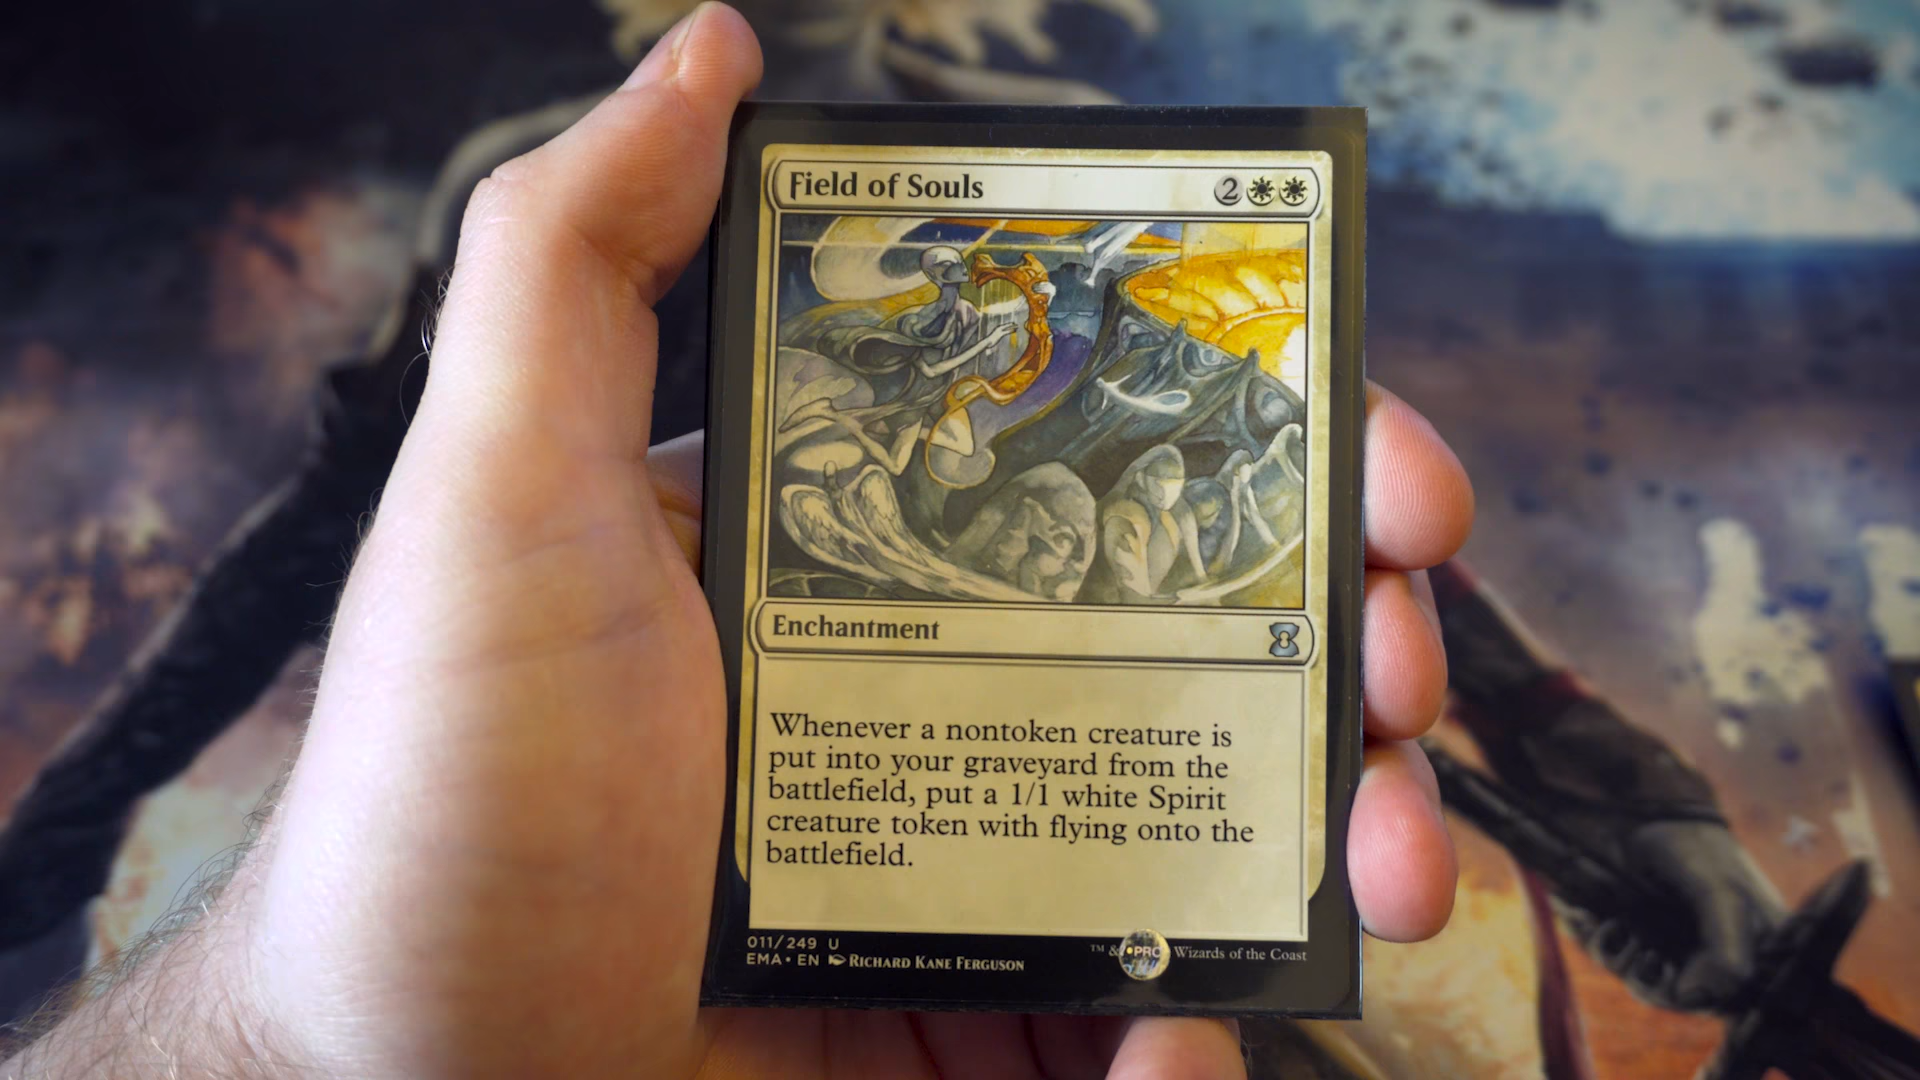 Field of Souls 2
Enchantment
Whenever a nontoken creature is
put into your graveyard from the
battlefield, put a 1/1 white Spirit
creature token with flying onto the
battlefield.
011/249 U
EMA • EN Richard Kane Ferguson
™ & •PRO Wizards of the Coast